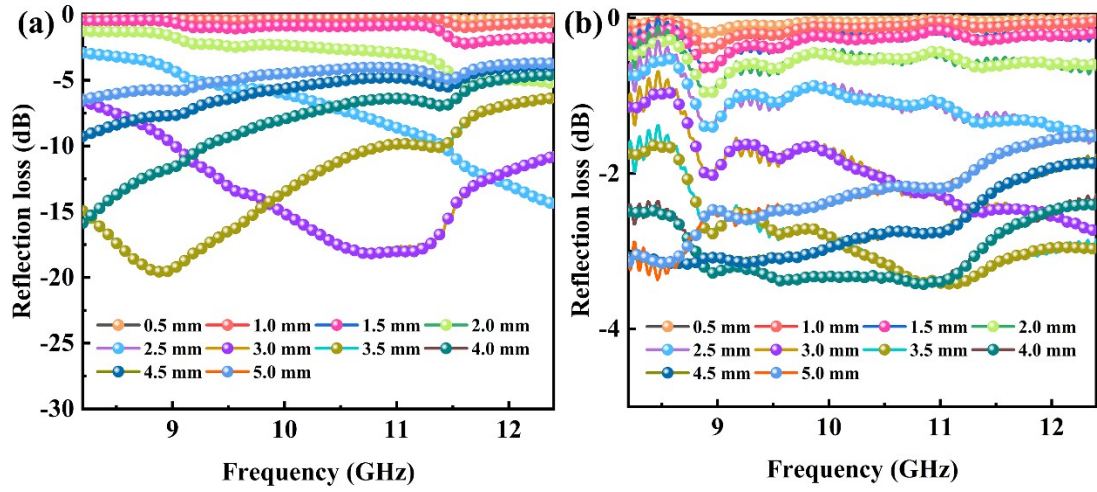 (a)
0
-5
-10
-15
-20
-25
-30
Reflection loss (dB)
0.5 mm 1.0 mm 1.5 mm 2.0 mm
2.5 mm 3.0 mm 3.5 mm 4.0 mm
4.5 mm 5.0 mm
9 10 11 12
Frequency (GHz)
(b)
0
-2
-4
Reflection loss (dB)
0.5 mm 1.0 mm 1.5 mm 2.0 mm
2.5 mm 3.0 mm 3.5 mm 4.0 mm
4.5 mm 5.0 mm
9 10 11 12
Frequency (GHz)